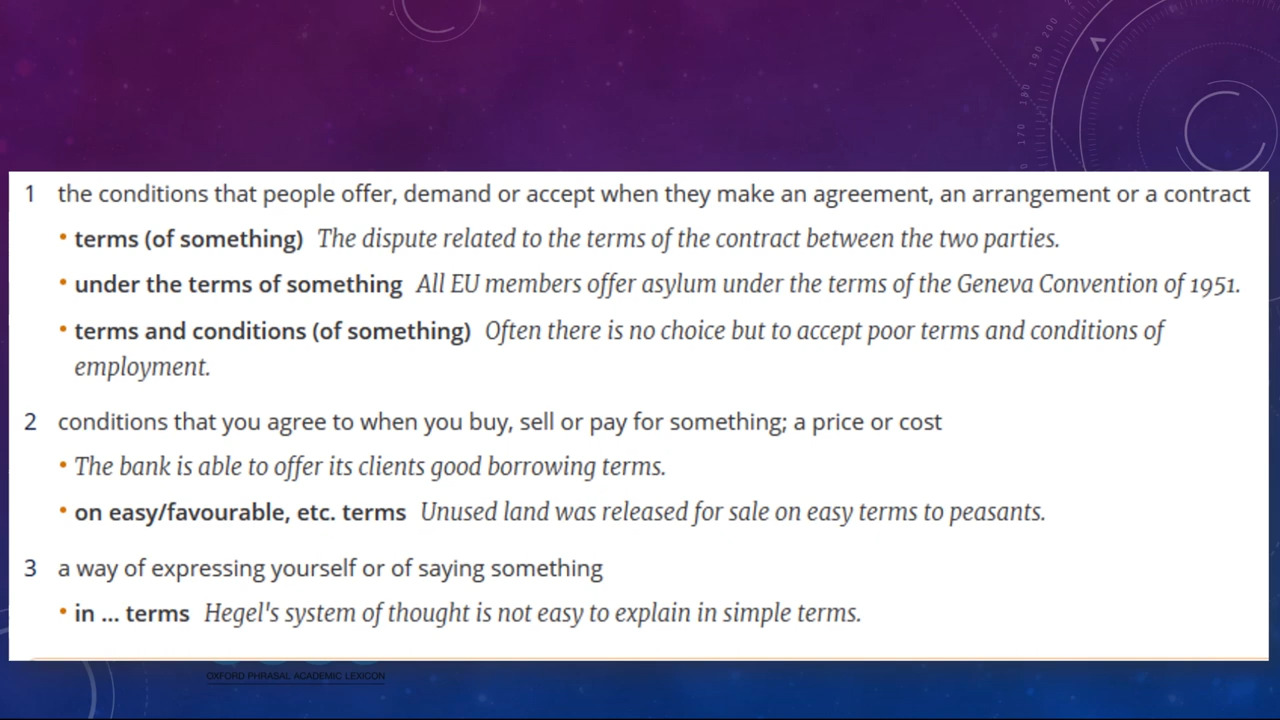 200
190
180
170
1 the conditions that people offer, demand or accept when they make an agreement, an arrangement or a contract
• terms (of something) The dispute related to the terms of the contract between the two parties.
• under the terms of something All EU members offer asylum under the terms of the Geneva Convention of 1951.
• terms and conditions (of something) Often there is no choice but to accept poor terms and conditions of
employment.
2 conditions that you agree to when you buy, sell or pay for something; a price or cost
• The bank is able to offer its clients good borrowing terms.
• on easy/favourable, etc. terms Unused land was released for sale on easy terms to peasants.
3 a way of expressing yourself or of saying something
• in ... terms Hegel's system of thought is not easy to explain in simple terms.
OXFORD PHRASAL ACADEMIC LEXICON